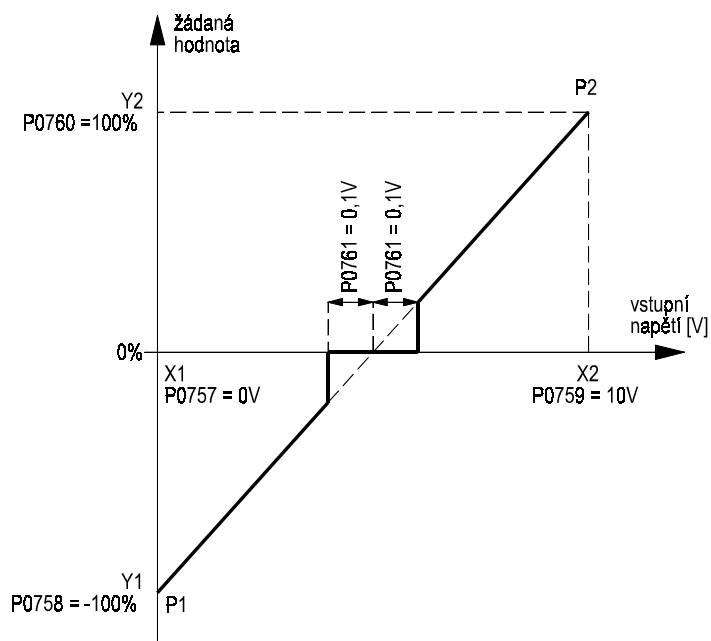 žádaná
hodnota
Y2
P0760 =100%
P2
P0761 = 0,1V
P0761 = 0,1V
vstupní
napětí [V]
0%
X1
P0757 = 0V
X2
P0759 = 10V
Y1
P0758 = -100%
P1